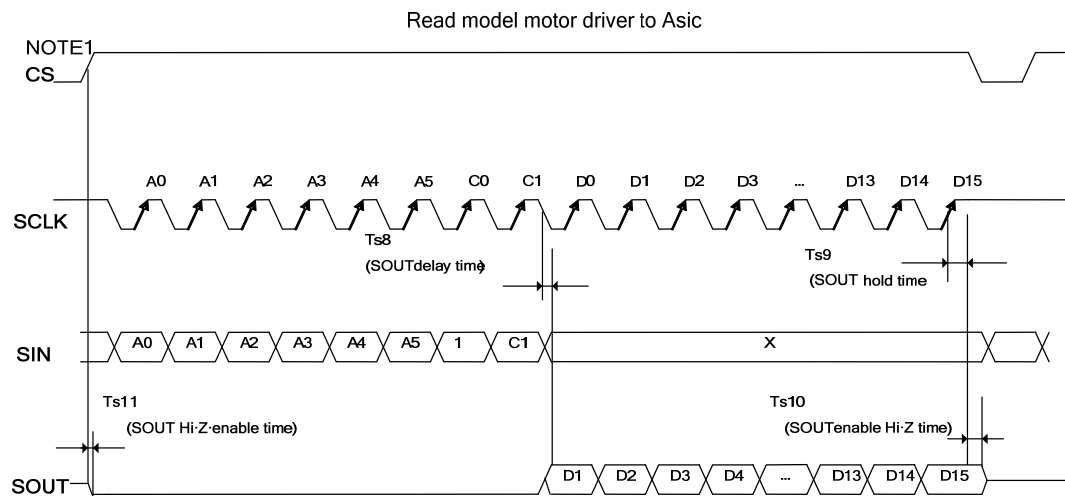 Read model motor driver to Asic
NOTE1
CS
A0 A1 A2 A3 A4 A5 C0 C1 D0 D1 D2 D3 ... D13 D14 D15
SCLK
Ts8
(SOUTdelay time)
Ts9
(SOUT hold time
SIN
A0 A1 A2 A3 A4 A5 1 C1 X
Ts11
(SOUT Hi-Z-enable time)
Ts10
(SOUTenable Hi-Z time)
SOUT
D1 D2 D3 D4 ... D13 D14 D15